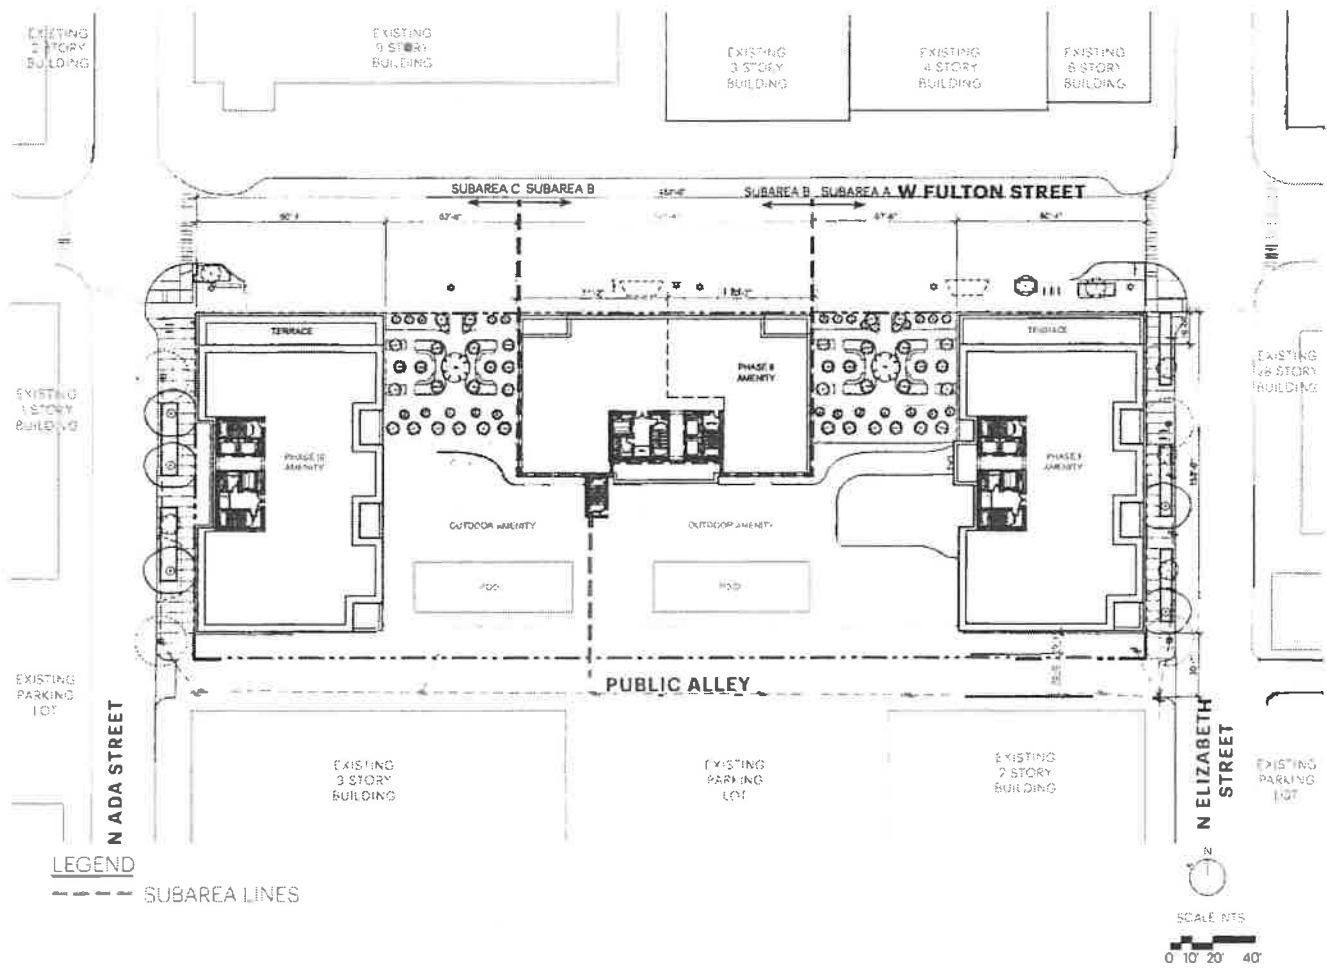 EXISTING
2 STORY
BUILDING
EXISTING
9 STORY
BUILDING
EXISTING
3 STORY
BUILDING
EXISTING
4 STORY
BUILDING
EXISTING
6 STORY
BUILDING
SUBAREA C SUBAREA B
SUBAREA B SUBAREA A W FULTON STREET
TERRACE
TERRACE
PHASE II
AMENITY
EXISTING
1 STORY
BUILDING
EXISTING
28 STORY
BUILDING
PHASE III
AMENITY
PHASE I
AMENITY
OUTDOOR AMENITY
OUTDOOR AMENITY
POOL
POOL
PUBLIC ALLEY
EXISTING
PARKING
LOT
N ADA STREET
N ELIZABETH
STREET
EXISTING
3 STORY
BUILDING
EXISTING
PARKING
LOT
EXISTING
2 STORY
BUILDING
EXISTING
PARKING
LOT
LEGEND
SUBAREA LINES
N
SCALE NTS
0 10' 20' 40'